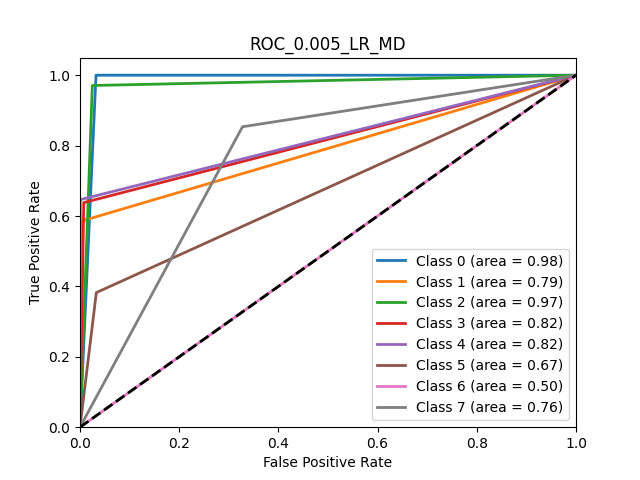 ROC_0.005_LR_MD
True Positive Rate
1.0
0.8
0.6
0.4
0.2
0.0
Class 0 (area = 0.98)
Class 1 (area = 0.79)
Class 2 (area = 0.97)
Class 3 (area = 0.82)
Class 4 (area = 0.82)
Class 5 (area = 0.67)
Class 6 (area = 0.50)
Class 7 (area = 0.76)
0.0 0.2 0.4 0.6 0.8 1.0
False Positive Rate